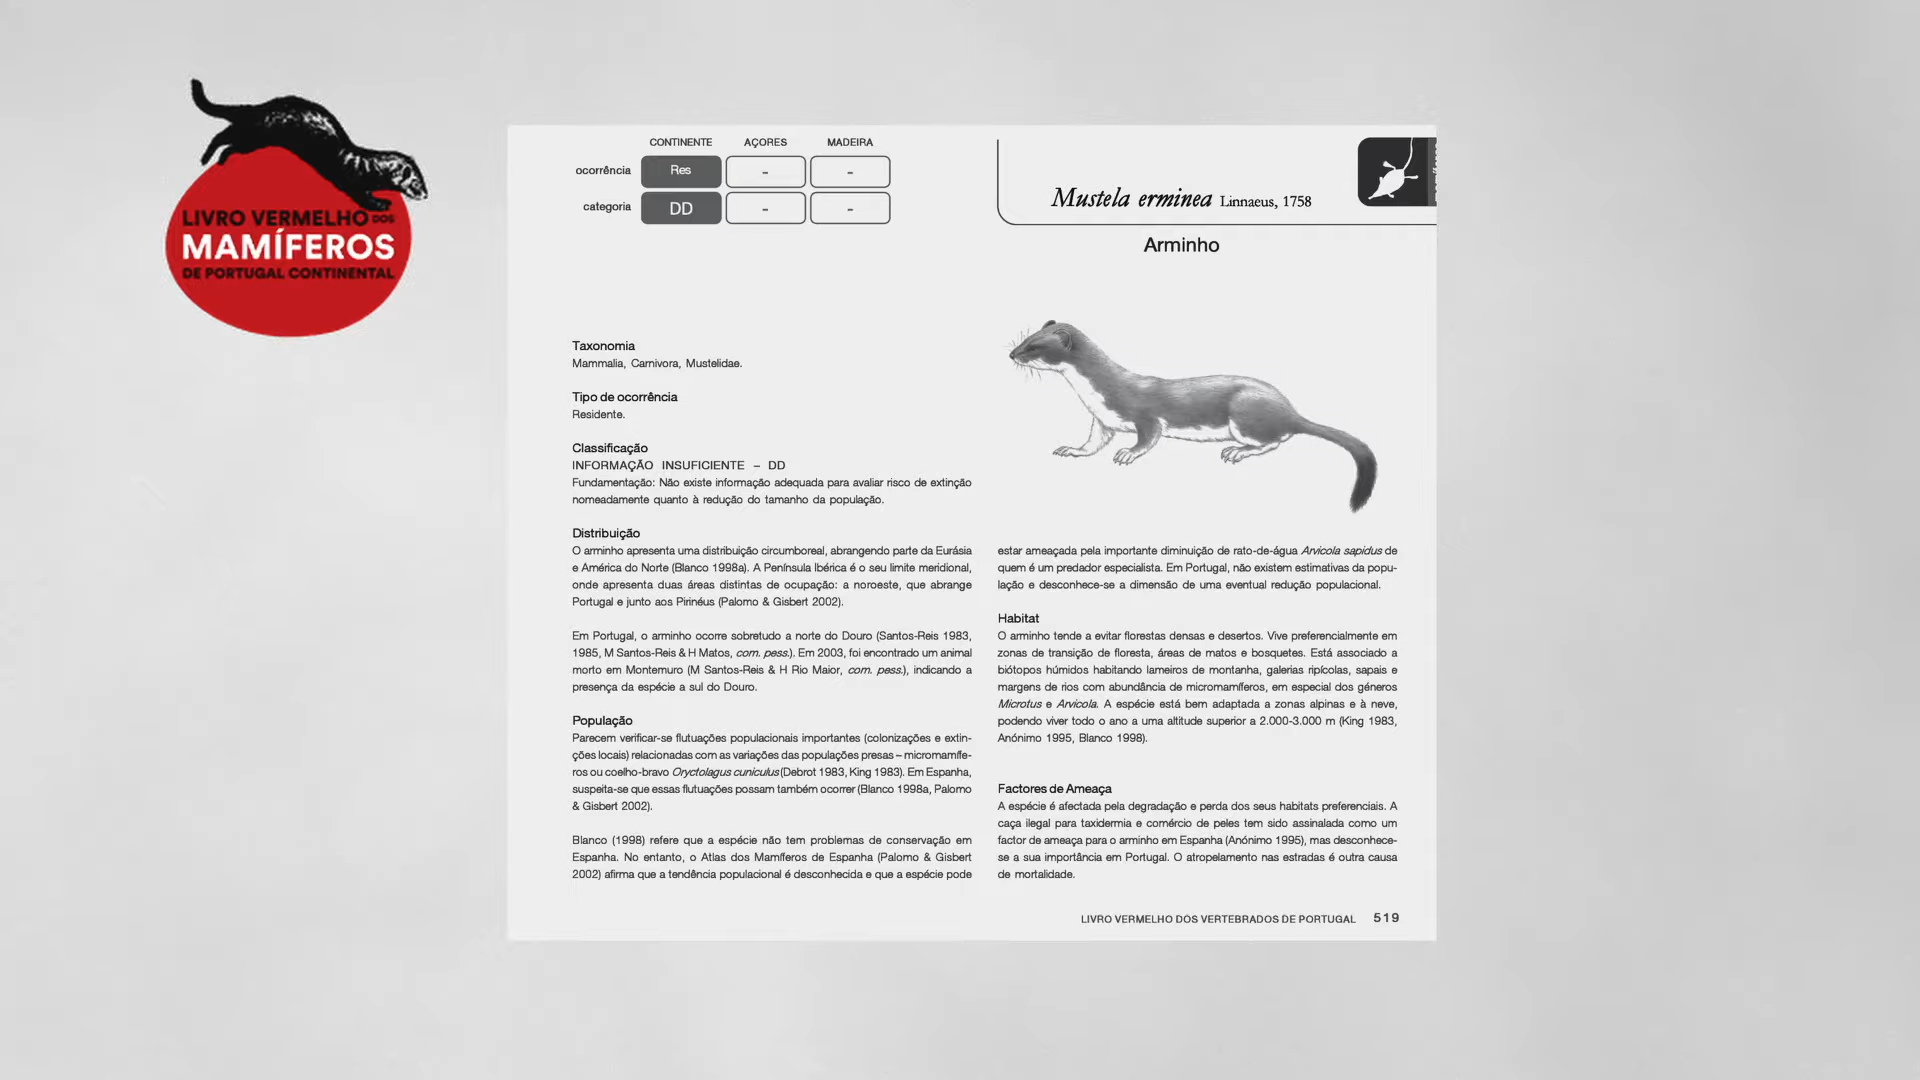 LIVRO VERMELHO DOS
MAMÍFEROS
DE PORTUGAL CONTINENTAL
CONTINENTE AÇORES MADEIRA
ocorrência Res - -
categoria DD - -
Mustela erminea Linnaeus, 1758
Arminho
Taxonomia
Mammalia, Carnivora, Mustelidae.
Tipo de ocorrência
Residente.
Classificação
INFORMAÇÃO INSUFICIENTE – DD
Fundamentação: Não existe informação adequada para avaliar risco de extinção
nomeadamente quanto à redução do tamanho da população.
Distribuição
O arminho apresenta uma distribuição circumboreal, abrangendo parte da Eurásia
e América do Norte (Blanco 1998a). A Península Ibérica é o seu limite meridional,
onde apresenta duas áreas distintas de ocupação: a noroeste, que abrange
Portugal e junto aos Pirinéus (Palomo & Gisbert 2002).
Em Portugal, o arminho ocorre sobretudo a norte do Douro (Santos-Reis 1983,
1985, M Santos-Reis & H Matos, com. pess.). Em 2003, foi encontrado um animal
morto em Montemuro (M Santos-Reis & H Rio Maior, com. pess.), indicando a
presença da espécie a sul do Douro.
População
Parecem verificar-se flutuações populacionais importantes (colonizações e extin-
ções locais) relacionadas com as variações das populações presas – micromamífe-
ros ou coelho-bravo Oryctolagus cuniculus (Debrot 1983, King 1983). Em Espanha,
suspeita-se que essas flutuações possam também ocorrer (Blanco 1998a, Palomo
& Gisbert 2002).
Blanco (1998) refere que a espécie não tem problemas de conservação em
Espanha. No entanto, o Atlas dos Mamíferos de Espanha (Palomo & Gisbert
2002) afirma que a tendência populacional é desconhecida e que a espécie pode
estar ameaçada pela importante diminuição de rato-de-água Arvicola sapidus de
quem é um predador especialista. Em Portugal, não existem estimativas da popu-
lação e desconhece-se a dimensão de uma eventual redução populacional.
Habitat
O arminho tende a evitar florestas densas e desertos. Vive preferencialmente em
zonas de transição de floresta, áreas de matos e bosquetes. Está associado a
biótopos húmidos habitando lameiros de montanha, galerias ripícolas, sapais e
margens de rios com abundância de micromamíferos, em especial dos géneros
Microtus e Arvicola. A espécie está bem adaptada a zonas alpinas e à neve,
podendo viver todo o ano a uma altitude superior a 2.000-3.000 m (King 1983,
Anónimo 1995, Blanco 1998).
Factores de Ameaça
A espécie é afectada pela degradação e perda dos seus habitats preferenciais. A
caça ilegal para taxidermia e comércio de peles tem sido assinalada como um
factor de ameaça para o arminho em Espanha (Anónimo 1995), mas desconhece-
se a sua importância em Portugal. O atropelamento nas estradas é outra causa
de mortalidade.
LIVRO VERMELHO DOS VERTEBRADOS DE PORTUGAL 519